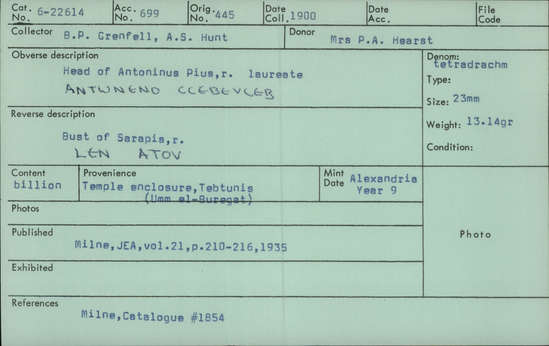 Cat. No. 6-22614 Acc. No. 699 Orig. No. 445 Date Coll. 1900 Date Acc. File Code
Collector B.P. Grenfell, A.S. Hunt Donor Mrs P.A. Hearst
Obverse description
Head of Antoninus Pius,r. laureate
ANTWNENO CCEBEVCEB
Denom: tetradrachm
Type:
Size: 23mm
Weight: 13.14gr
Condition:
Reverse description
Bust of Sarapis,r.
LEN ATOV
Content billion
Provenience Temple enclosure,Tebtunis
(Umm el-Buregat)
Mint Date Alexandria
Year 9
Photos
Published
Milne,JEA,vol.21,p.210-216,1935
Photo
Exhibited
References
Milne,Catalogue #1854